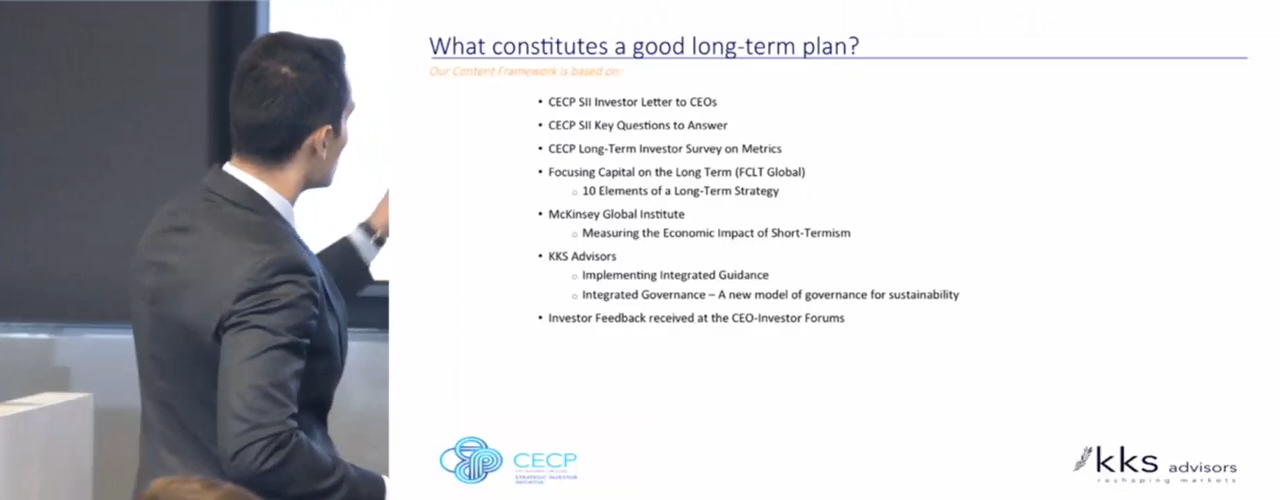 What constitutes a good long-term plan?
Our Content Framework is based on:
• CECP SII Investor Letter to CEOs
• CECP SII Key Questions to Answer
• CECP Long-Term Investor Survey on Metrics
• Focusing Capital on the Long Term (FCLT Global)
○ 10 Elements of a Long-Term Strategy
• McKinsey Global Institute
○ Measuring the Economic Impact of Short-Termism
• KKS Advisors
○ Implementing Integrated Guidance
○ Integrated Governance – A new model of governance for sustainability
• Investor Feedback received at the CEO-Investor Forums
CECP
STRATEGIC INVESTOR
INITIATIVE
kks advisors
reshaping markets